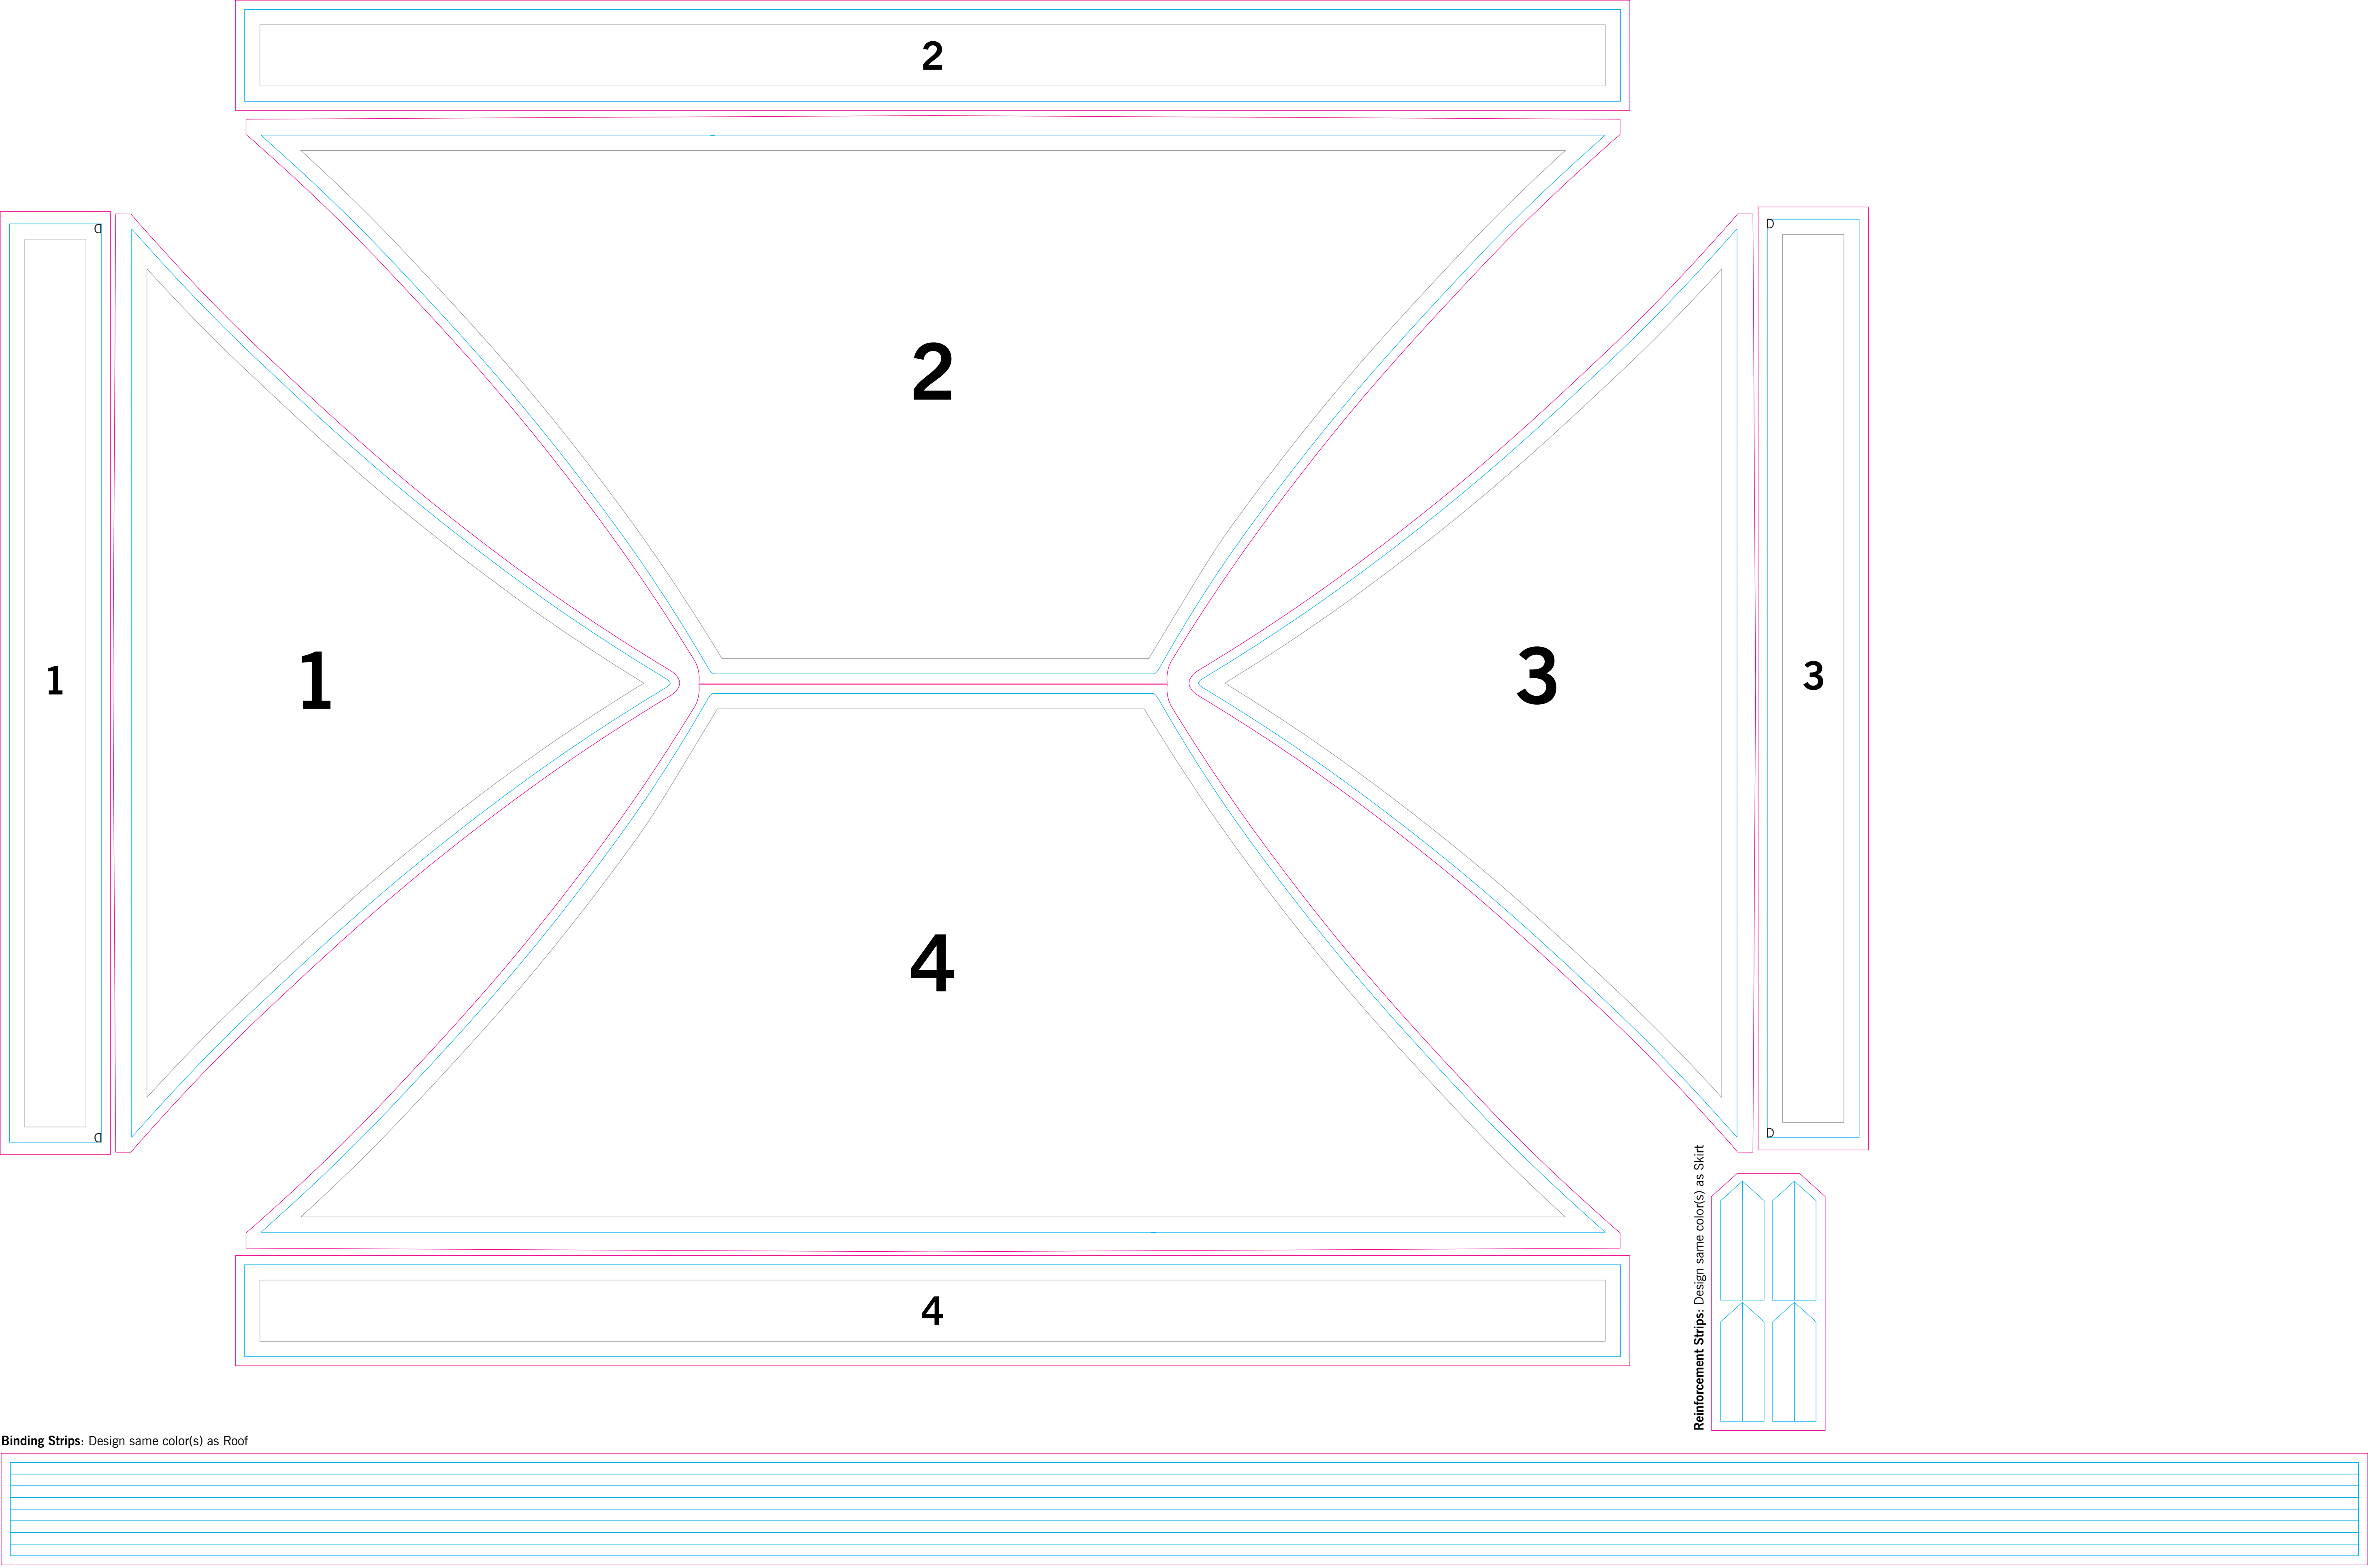 2
2
D
D
1
1
3
3
4
D
D
4
Reinforcement Strips: Design same color(s) as Skirt
Binding Strips: Design same color(s) as Roof